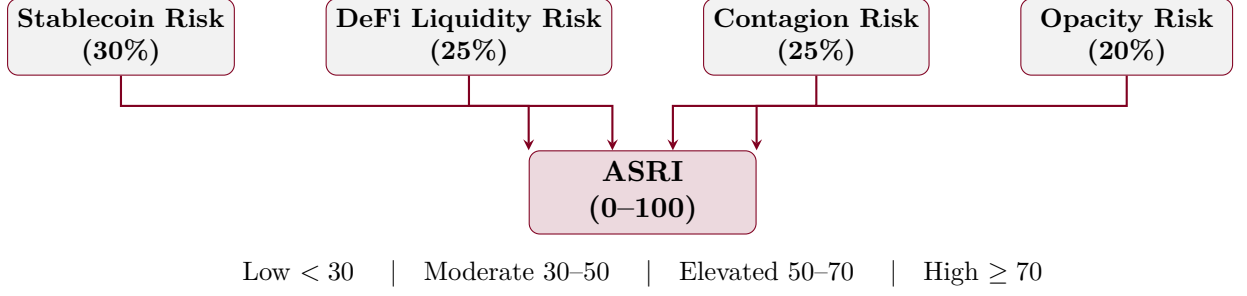 Stablecoin Risk
(30%)
DeFi Liquidity Risk
(25%)
Contagion Risk
(25%)
Opacity Risk
(20%)
ASRI
(0–100)
Low < 30 | Moderate 30–50 | Elevated 50–70 | High ≥ 70